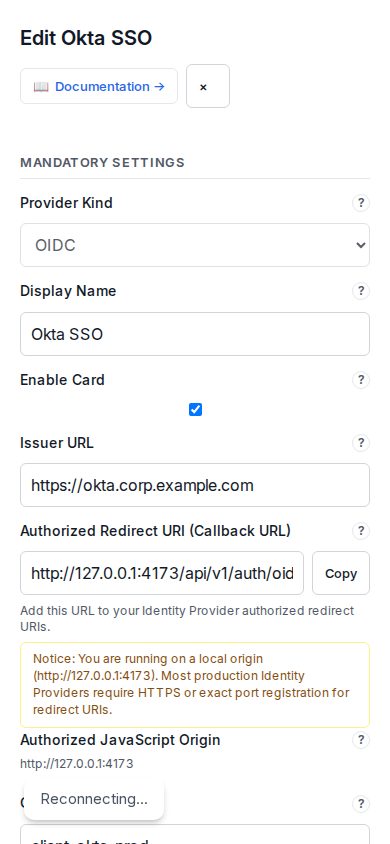 Edit Okta SSO
📖 Documentation →
×
MANDATORY SETTINGS
Provider Kind
?
OIDC
Display Name
?
Okta SSO
Enable Card
?
Issuer URL
?
https://okta.corp.example.com
Authorized Redirect URI (Callback URL)
?
http://127.0.0.1:4173/api/v1/auth/oid
Copy
Add this URL to your Identity Provider authorized redirect
URIs.
Notice: You are running on a local origin
(http://127.0.0.1:4173). Most production Identity
Providers require HTTPS or exact port registration for
redirect URIs.
Authorized JavaScript Origin
?
http://127.0.0.1:4173
?
Reconnecting...
client-okta-prod